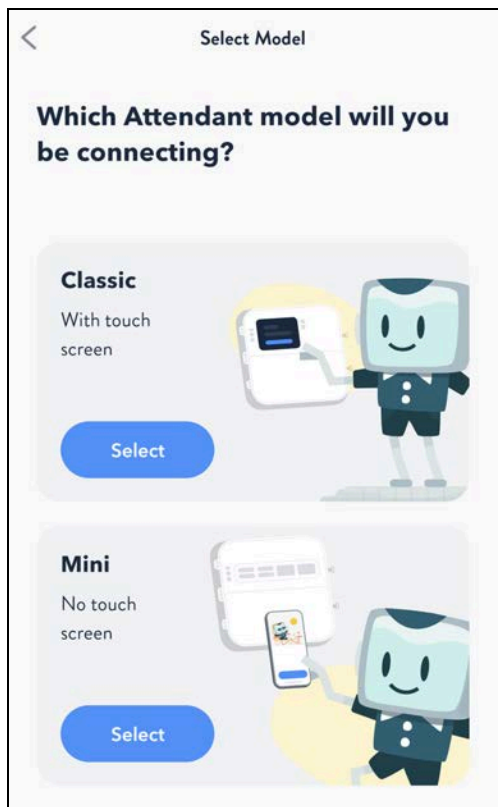 Select Model
Which Attendant model will you
be connecting?
Classic
With touch
screen
Select
Mini
No touch
screen
Select